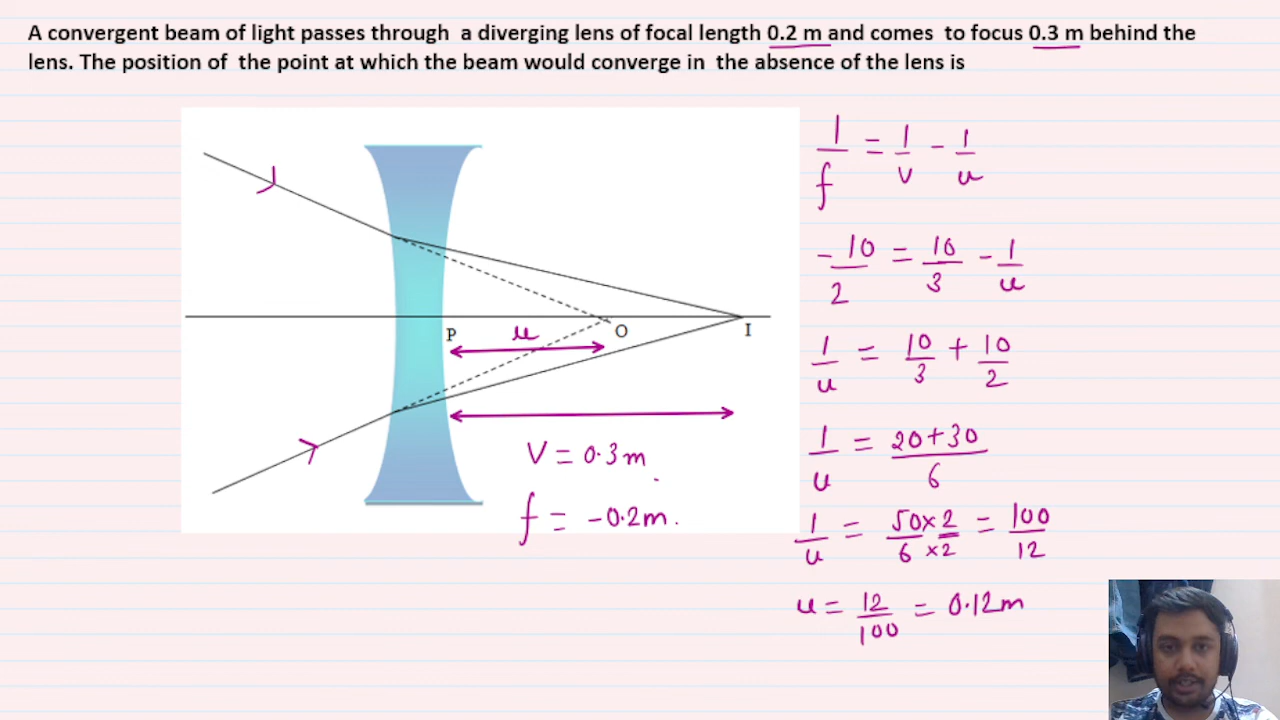 A convergent beam of light passes through a diverging lens of focal length 0.2 m and comes to focus 0.3 m behind the
lens. The position of the point at which the beam would converge in the absence of the lens is
1/f = 1/v - 1/u
-10/2 = 10/3 - 1/u
P u O I
1/u = 10/3 + 10/2
1/u = 20+30/6
V = 0.3m
f = -0.2m.
1/u = 50×2/6×2 = 100/12
u = 12/100 = 0.12m